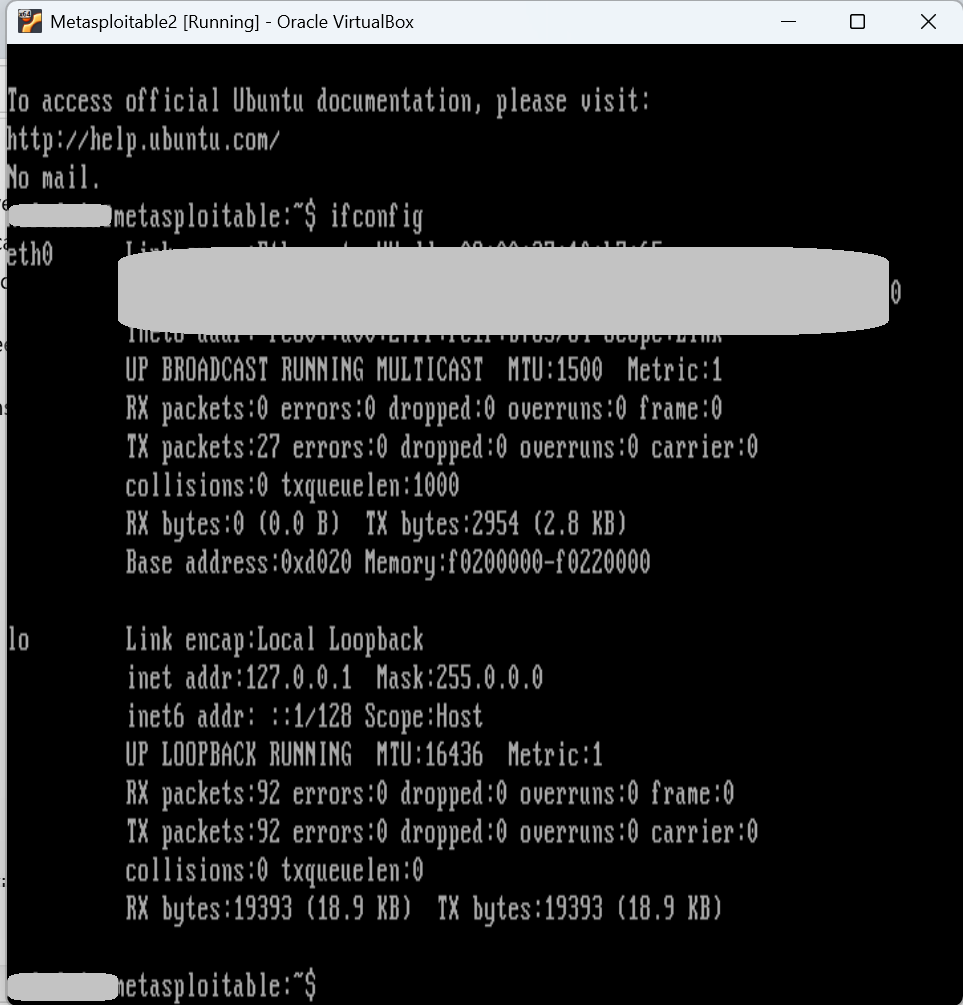 Metasploitable2 [Running] - Oracle VirtualBox
To access official Ubuntu documentation, please visit:
http://help.ubuntu.com/
No mail.
metasploitable:~$ ifconfig
eth0
0
UP BROADCAST RUNNING MULTICAST MTU:1500 Metric:1
RX packets:0 errors:0 dropped:0 overruns:0 frame:0
TX packets:27 errors:0 dropped:0 overruns:0 carrier:0
collisions:0 txqueuelen:1000
RX bytes:0 (0.0 B) TX bytes:2954 (2.8 KB)
Base address:0xd020 Memory:f0200000-f0220000
lo Link encap:Local Loopback
inet addr:127.0.0.1 Mask:255.0.0.0
inet6 addr: ::1/128 Scope:Host
UP LOOPBACK RUNNING MTU:16436 Metric:1
RX packets:92 errors:0 dropped:0 overruns:0 frame:0
TX packets:92 errors:0 dropped:0 overruns:0 carrier:0
collisions:0 txqueuelen:0
RX bytes:19393 (18.9 KB) TX bytes:19393 (18.9 KB)
metasploitable:~$